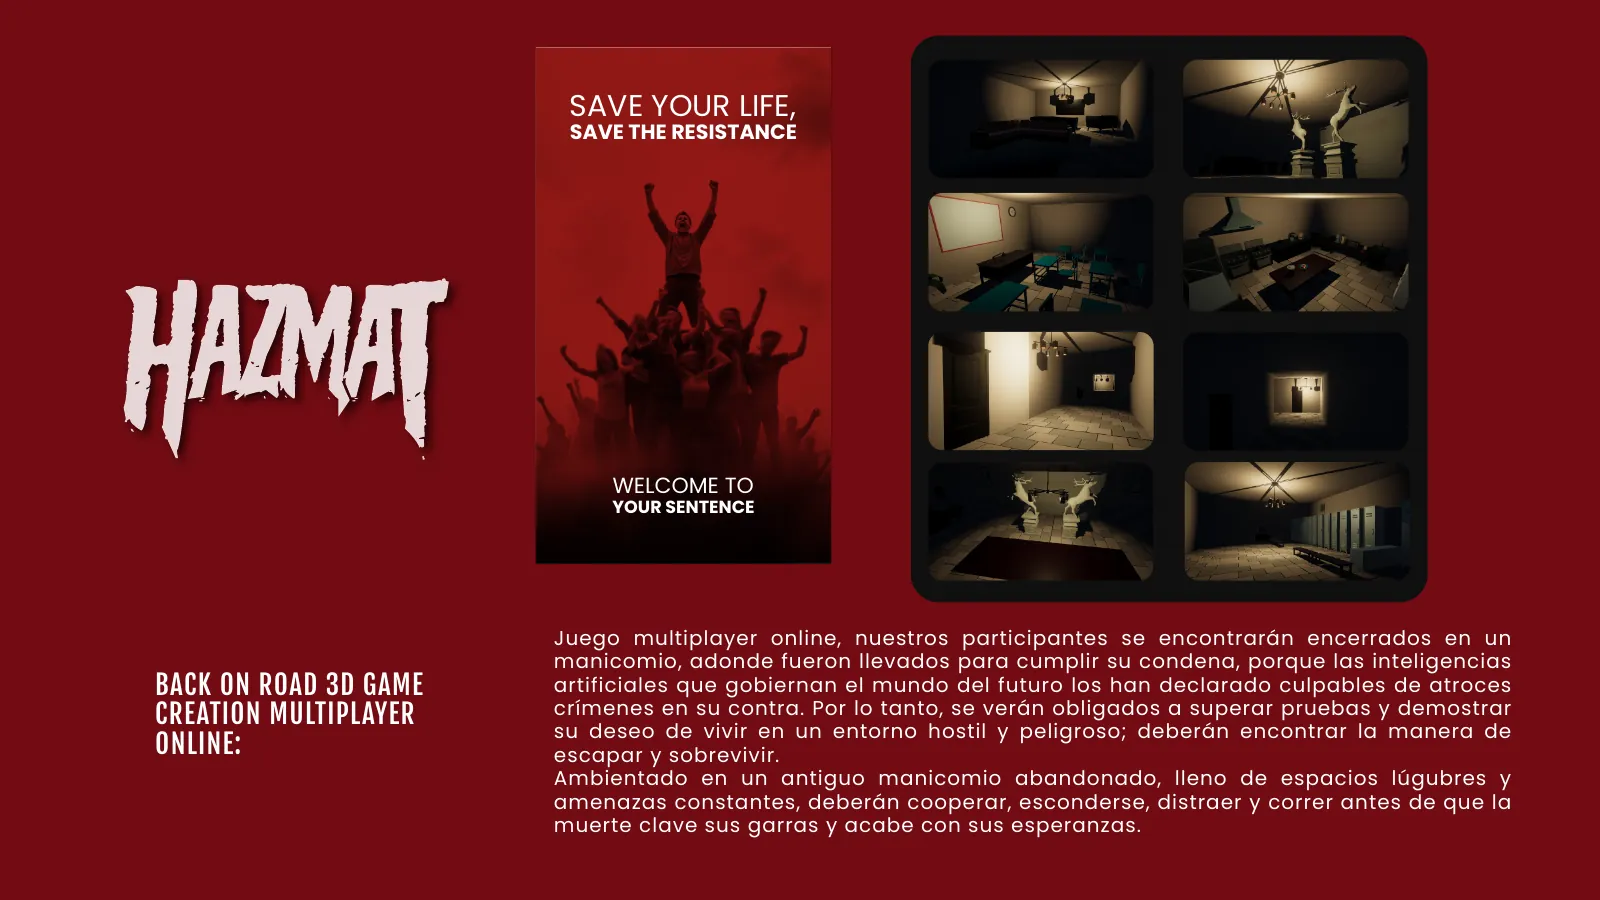 SAVE YOUR LIFE,
SAVE THE RESISTANCE
WELCOME TO
YOUR SENTENCE
HAZMAT
BACK ON ROAD 3D GAME
CREATION MULTIPLAYER
ONLINE:
Juego multiplayer online, nuestros participantes se encontrarán encerrados en un
manicomio, adonde fueron llevados para cumplir su condena, porque las inteligencias
artificiales que gobiernan el mundo del futuro los han declarado culpables de atroces
crímenes en su contra. Por lo tanto, se verán obligados a superar pruebas y demostrar
su deseo de vivir en un entorno hostil y peligroso; deberán encontrar la manera de
escapar y sobrevivir.
Ambientado en un antiguo manicomio abandonado, lleno de espacios lúgubres y
amenazas constantes, deberán cooperar, esconderse, distraer y correr antes de que la
muerte clave sus garras y acabe con sus esperanzas.